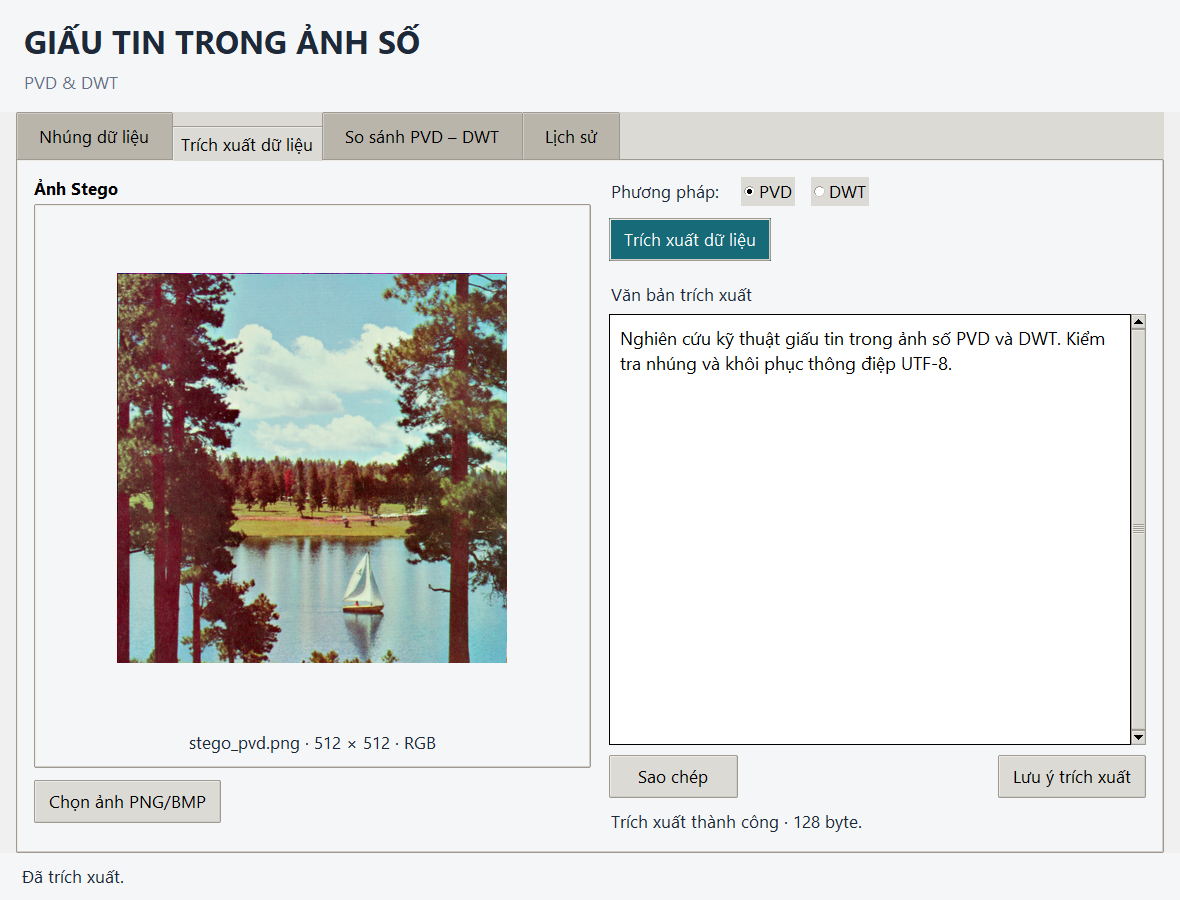 GIẤU TIN TRONG ẢNH SỐ
PVD & DWT
Nhúng dữ liệu
Trích xuất dữ liệu
So sánh PVD – DWT
Lịch sử
Ảnh Stego
stego_pvd.png · 512 × 512 · RGB
Chọn ảnh PNG/BMP
Phương pháp:
PVD
DWT
Trích xuất dữ liệu
Văn bản trích xuất
Nghiên cứu kỹ thuật giấu tin trong ảnh số PVD và DWT. Kiểm
tra nhúng và khôi phục thông điệp UTF-8.
Sao chép
Lưu ý trích xuất
Trích xuất thành công · 128 byte.
Đã trích xuất.